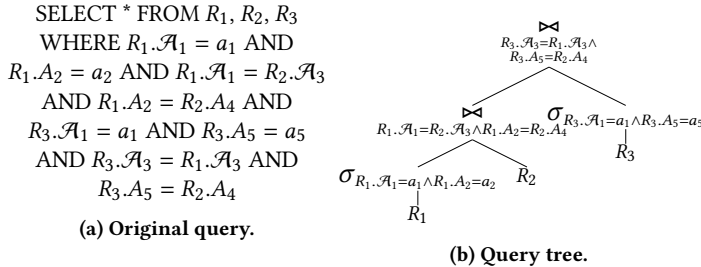 SELECT * FROM R₁, R₂, R₃
WHERE R₁.𝒜₁ = a₁ AND
R₁.A₂ = a₂ AND R₁.𝒜₁ = R₂.𝒜₃
AND R₁.A₂ = R₂.A₄ AND
R₃.𝒜₁ = a₁ AND R₃.A₅ = a₅
AND R₃.𝒜₃ = R₁.𝒜₃ AND
R₃.A₅ = R₂.A₄
(a) Original query.
⋈
R₃.𝒜₃=R₁.𝒜₃∧
R₃.A₅=R₂.A₄
⋈
R₁.𝒜₁=R₂.𝒜₃∧R₁.A₂=R₂.A₄
σR₃.𝒜₁=a₁∧R₃.A₅=a₅
R₃
σR₁.𝒜₁=a₁∧R₁.A₂=a₂
R₂
R₁
(b) Query tree.